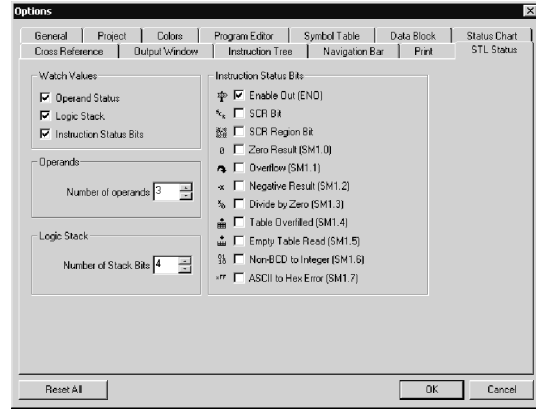 Options
General Project Colors Program Editor Symbol Table Data Block Status Chart
Cross Reference Output Window Instruction Tree Navigation Bar Print STL Status
Watch Values
Operand Status
Logic Stack
Instruction Status Bits
Operands
Number of operands 3
Logic Stack
Number of Stack Bits 4
Instruction Status Bits
Enable Out (ENO)
SCR Bit
SCR Region Bit
Zero Result (SM1.0)
Overflow (SM1.1)
Negative Result (SM1.2)
Divide by Zero (SM1.3)
Table Overfilled (SM1.4)
Empty Table Read (SM1.5)
Non-BCD to Integer (SM1.6)
ASCII to Hex Error (SM1.7)
Reset All OK Cancel